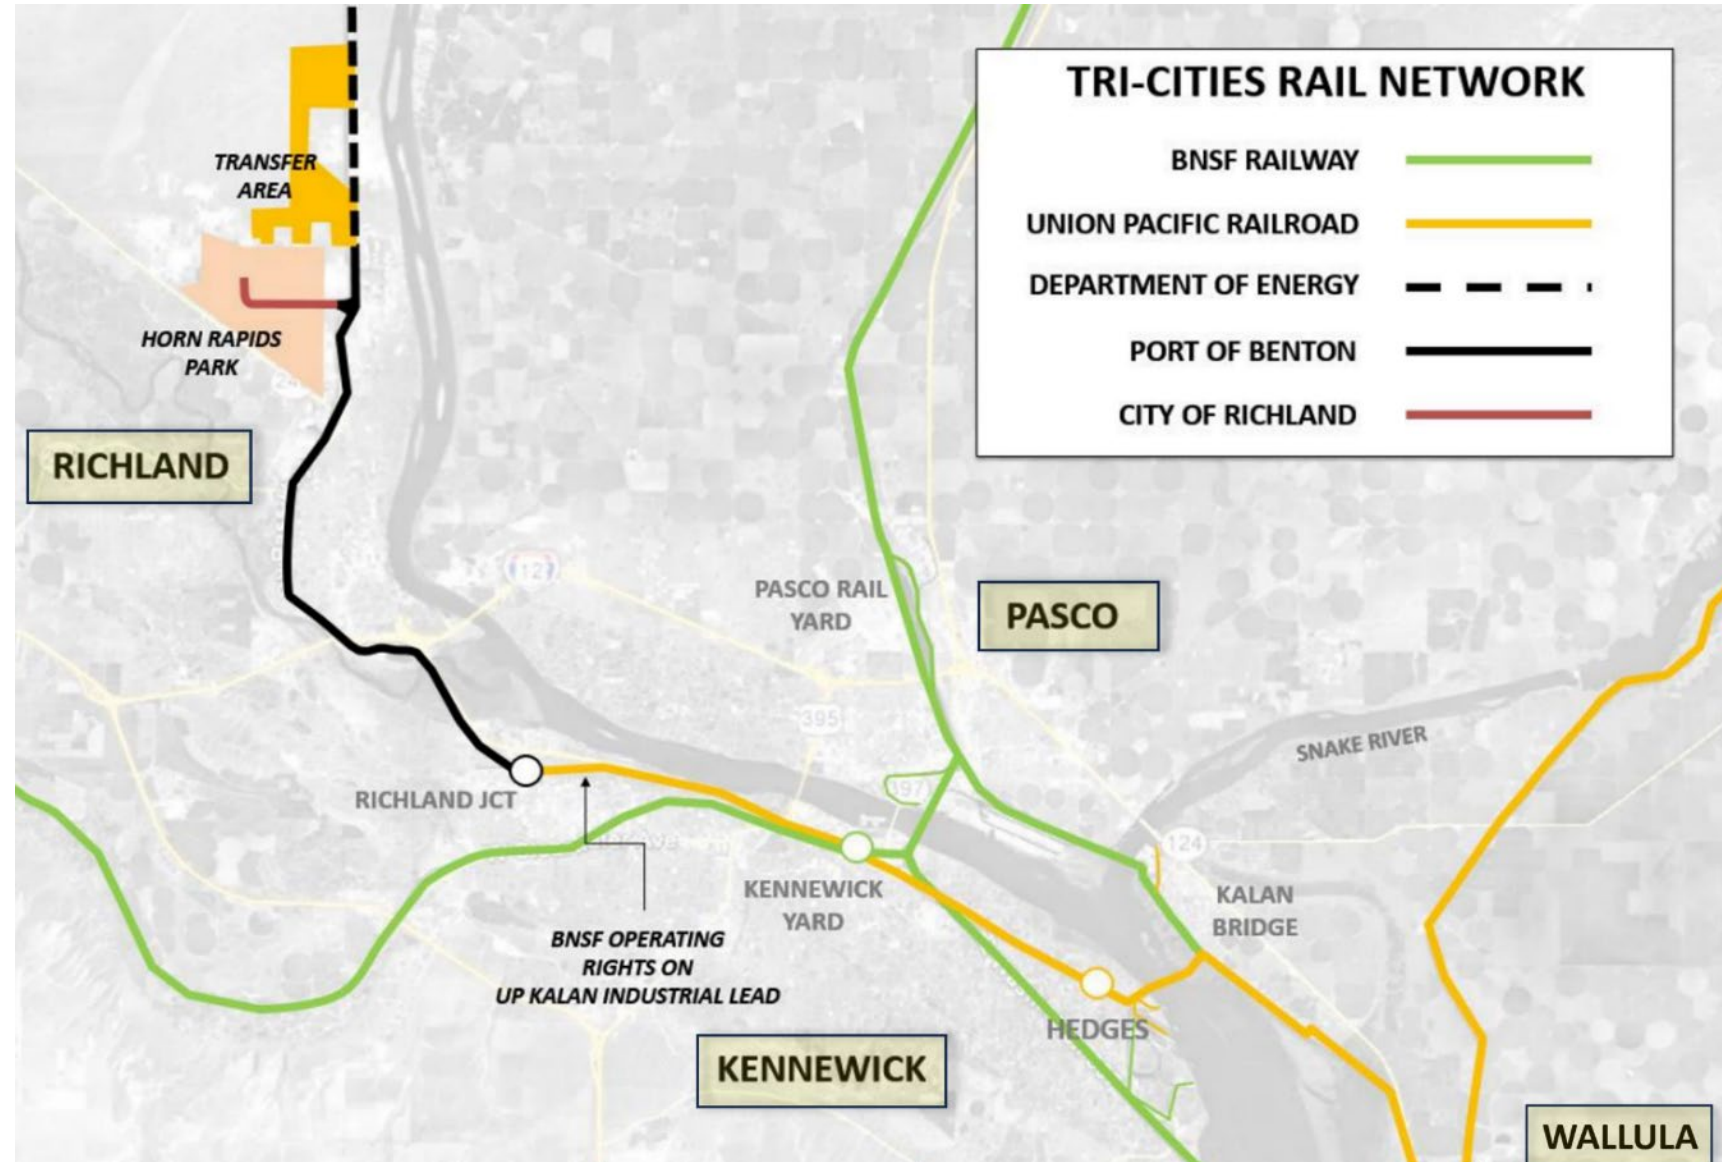 TRI-CITIES RAIL NETWORK
BNSF RAILWAY
UNION PACIFIC RAILROAD
DEPARTMENT OF ENERGY
PORT OF BENTON
CITY OF RICHLAND
TRANSFER
AREA
HORN RAPIDS
PARK
RICHLAND
PASCO RAIL
YARD
PASCO
395
SNAKE RIVER
RICHLAND JCT
397
124
KENNEWICK
YARD
KALAN
BRIDGE
BNSF OPERATING
RIGHTS ON
UP KALAN INDUSTRIAL LEAD
HEDGES
KENNEWICK
WALLULA